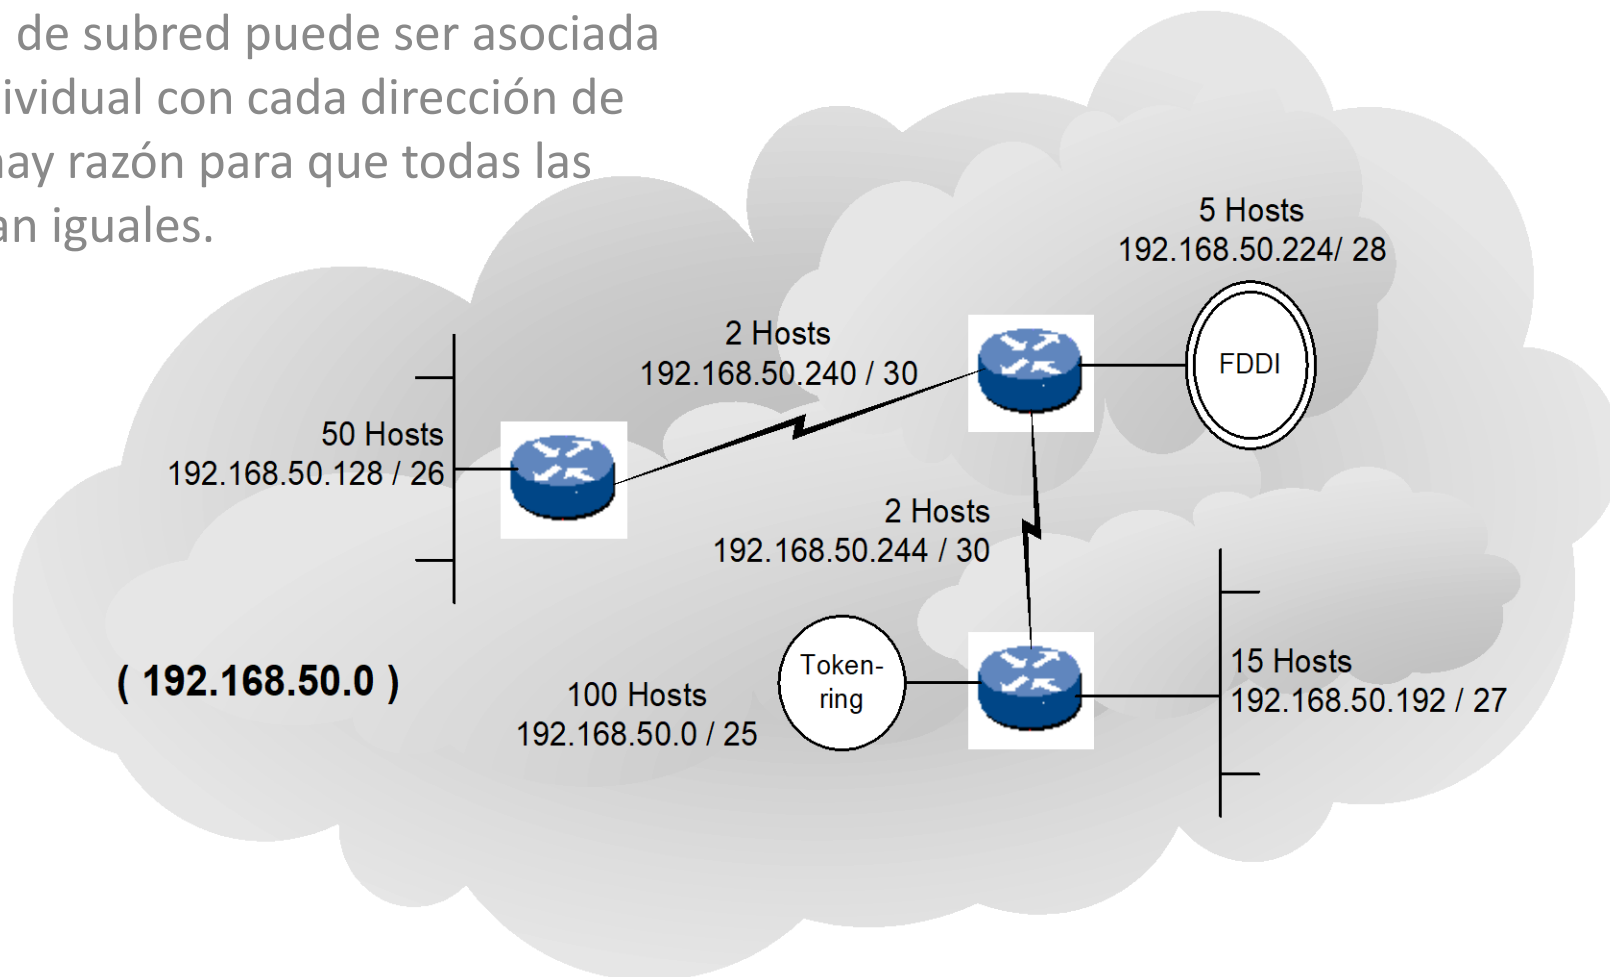 de subred puede ser asociada
dividual con cada dirección de
hay razón para que todas las
an iguales.
5 Hosts
192.168.50.224/ 28
2 Hosts
192.168.50.240 / 30
FDDI
50 Hosts
192.168.50.128 / 26
2 Hosts
192.168.50.244 / 30
( 192.168.50.0 )
100 Hosts
192.168.50.0 / 25
Token-
ring
15 Hosts
192.168.50.192 / 27